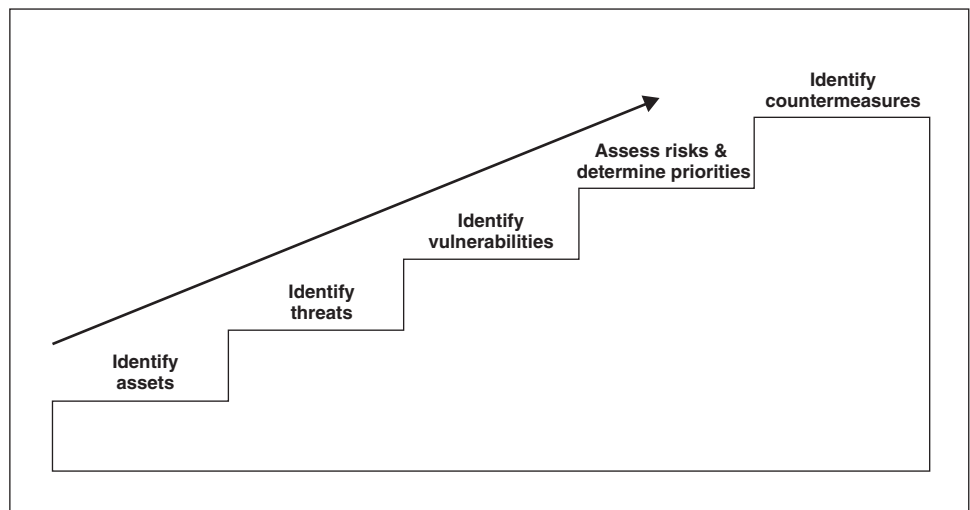 Identify
assets
Identify
threats
Identify
vulnerabilities
Assess risks &
determine priorities
Identify
countermeasures